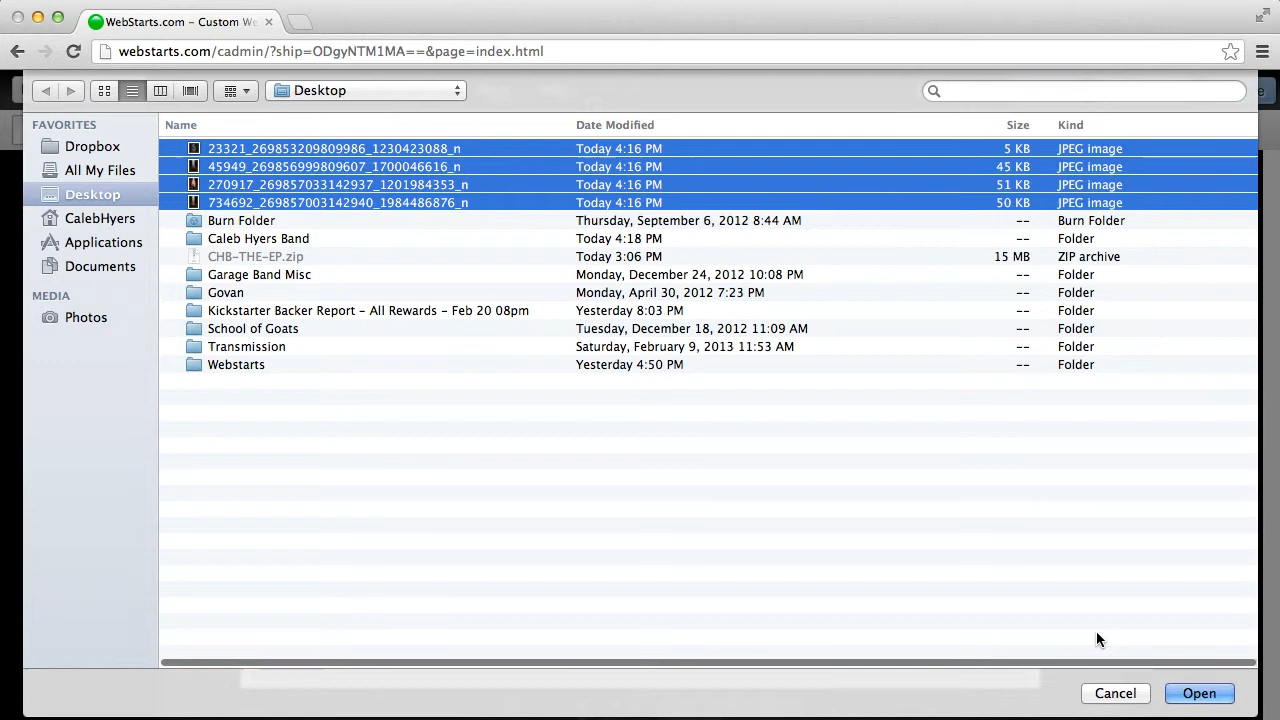 WebStarts.com – Custom We
webstarts.com/cadmin/?ship=ODgyNTM1MA==&page=index.html
Desktop
FAVORITES
Dropbox
All My Files
Desktop
CalebHyers
Applications
Documents
MEDIA
Photos
Name Date Modified Size Kind
23321_269853209809986_1230423088_n Today 4:16 PM 5 KB JPEG image
45949_269856999809607_1700046616_n Today 4:16 PM 45 KB JPEG image
270917_269857033142937_1201984353_n Today 4:16 PM 51 KB JPEG image
734692_269857003142940_1984486876_n Today 4:16 PM 50 KB JPEG image
Burn Folder Thursday, September 6, 2012 8:44 AM -- Burn Folder
Caleb Hyers Band Today 4:18 PM -- Folder
CHB-THE-EP.zip Today 3:06 PM 15 MB ZIP archive
Garage Band Misc Monday, December 24, 2012 10:08 PM -- Folder
Govan Monday, April 30, 2012 7:23 PM -- Folder
Kickstarter Backer Report – All Rewards – Feb 20 08pm Yesterday 8:03 PM -- Folder
School of Goats Tuesday, December 18, 2012 11:09 AM -- Folder
Transmission Saturday, February 9, 2013 11:53 AM -- Folder
Webstarts Yesterday 4:50 PM -- Folder
Cancel Open